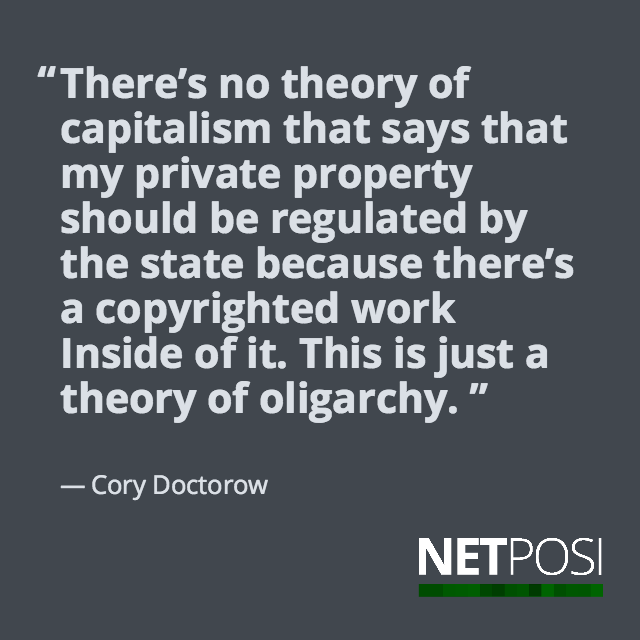 “There’s no theory of
capitalism that says that
my private property
should be regulated by
the state because there’s
a copyrighted work
Inside of it. This is just a
theory of oligarchy. ”
— Cory Doctorow
NETPOSI